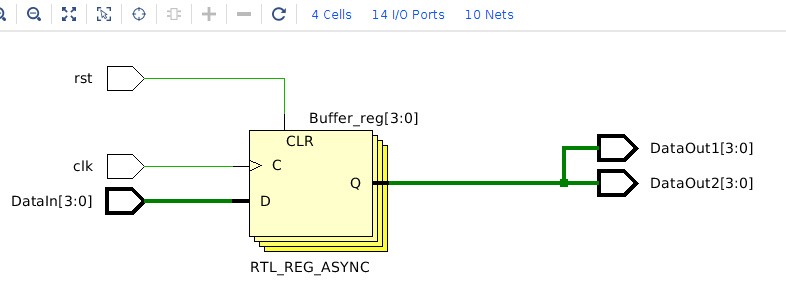 4 Cells 14 I/O Ports 10 Nets
rst
Buffer_reg[3:0]
CLR
clk
C
DataIn[3:0]
D
Q
DataOut1[3:0]
DataOut2[3:0]
RTL_REG_ASYNC